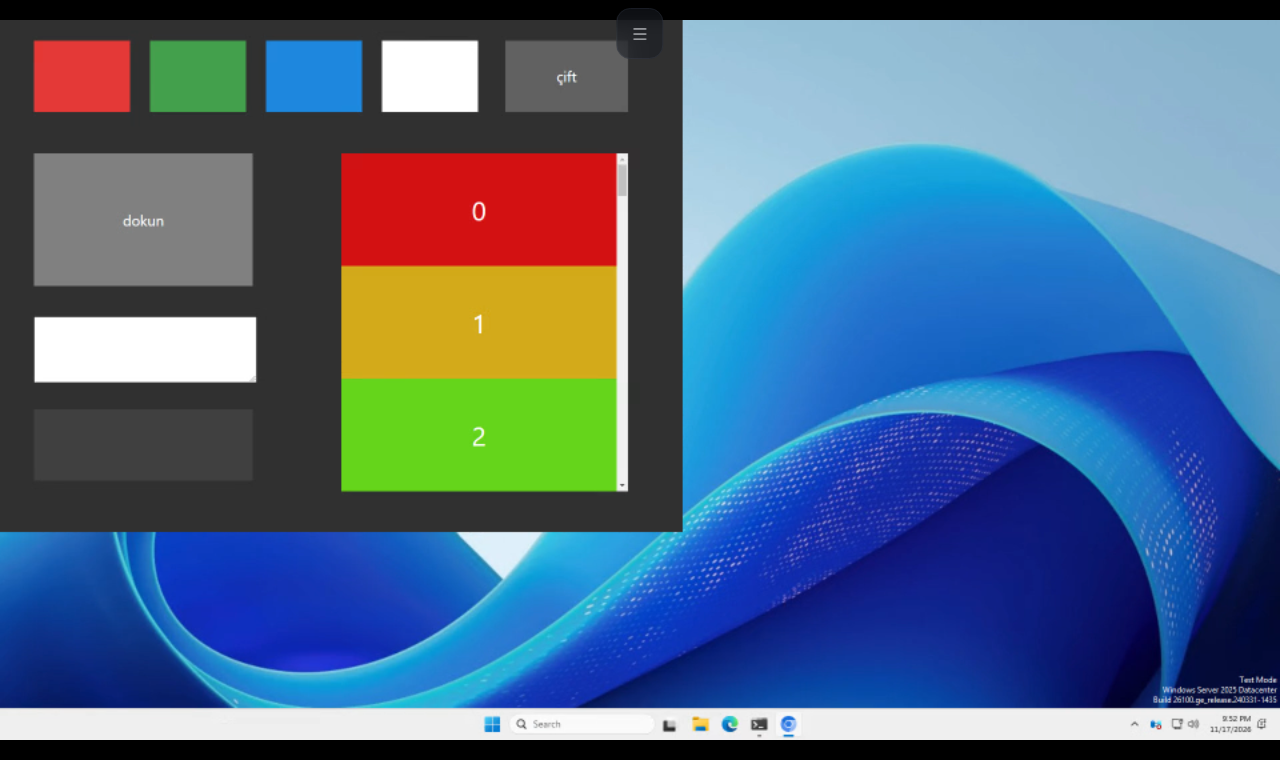 çift
dokun
0
1
2
Test Mode
Windows Server 2025 Datacenter
Build 26100.ge_release.240331-1435
Search
9:52 PM
11/17/2026